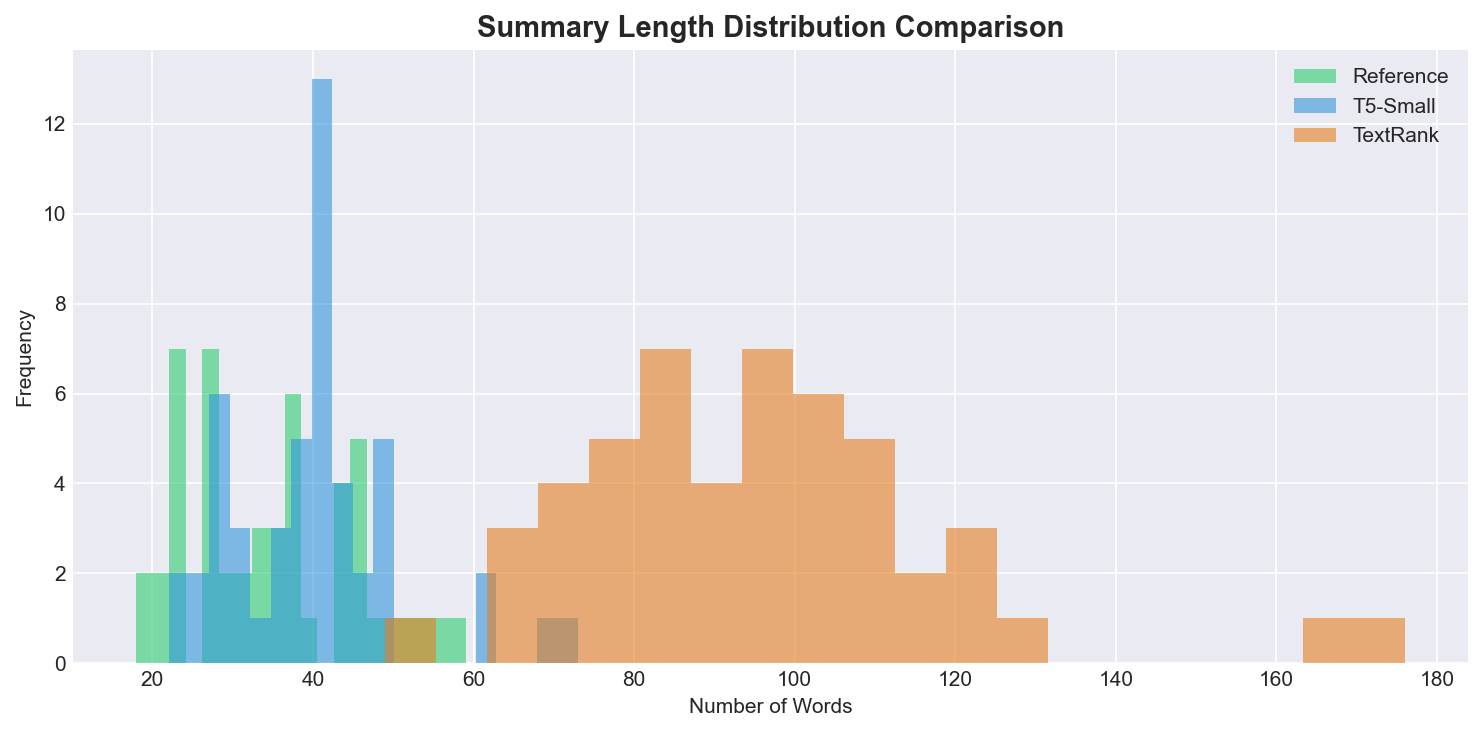 Summary Length Distribution Comparison
Reference
T5-Small
TextRank
Frequency
12
10
8
6
4
2
0
20 40 60 80 100 120 140 160 180
Number of Words